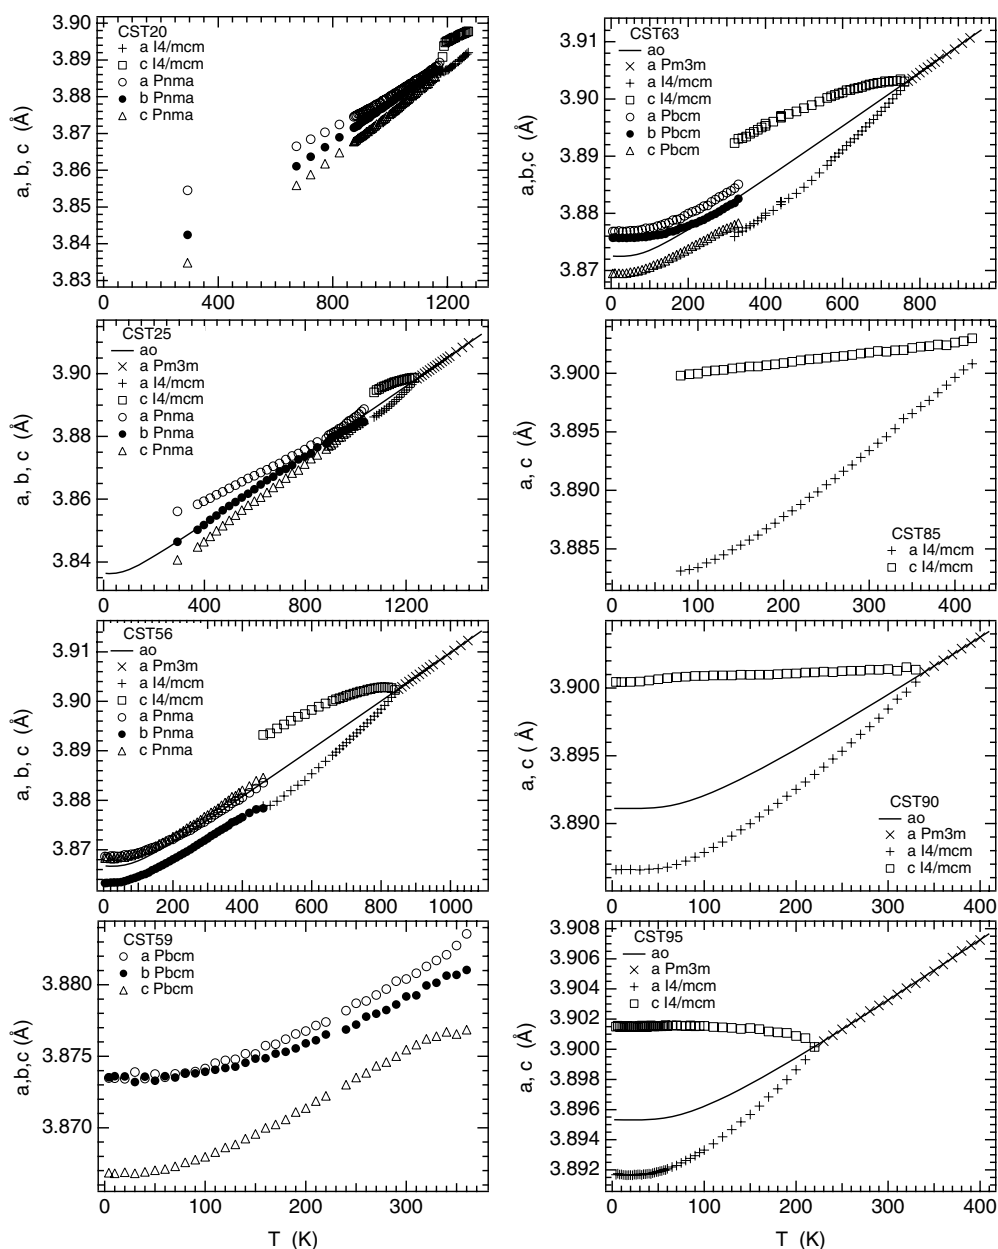 CST20
a I4/mcm
c I4/mcm
a Pnma
b Pnma
c Pnma
3.90
3.89
3.88
3.87
3.86
3.85
3.84
3.83
a, b, c (Å)
0
400
800
1200
CST25
ao
a Pm3m
a I4/mcm
c I4/mcm
a Pnma
b Pnma
c Pnma
3.90
3.88
3.86
3.84
a, b, c (Å)
0
400
800
1200
CST56
ao
a Pm3m
a I4/mcm
c I4/mcm
a Pnma
b Pnma
c Pnma
3.91
3.90
3.89
3.88
3.87
a, b, c (Å)
0
200
400
600
800
1000
CST59
a Pbcm
b Pbcm
c Pbcm
3.880
3.875
3.870
a,b,c (Å)
0
100
200
300
T (K)
CST63
ao
a Pm3m
a I4/mcm
c I4/mcm
a Pbcm
b Pbcm
c Pbcm
3.91
3.90
3.89
3.88
3.87
a,b,c (Å)
0
200
400
600
800
3.900
3.895
3.890
3.885
a, c (Å)
CST85
a I4/mcm
c I4/mcm
0
100
200
300
400
3.900
3.895
3.890
a, c ( Å)
CST90
ao
a Pm3m
a I4/mcm
c I4/mcm
0
100
200
300
400
CST95
ao
a Pm3m
a I4/mcm
c I4/mcm
3.908
3.906
3.904
3.902
3.900
3.898
3.896
3.894
3.892
a, c (Å)
0
100
200
300
400
T (K)